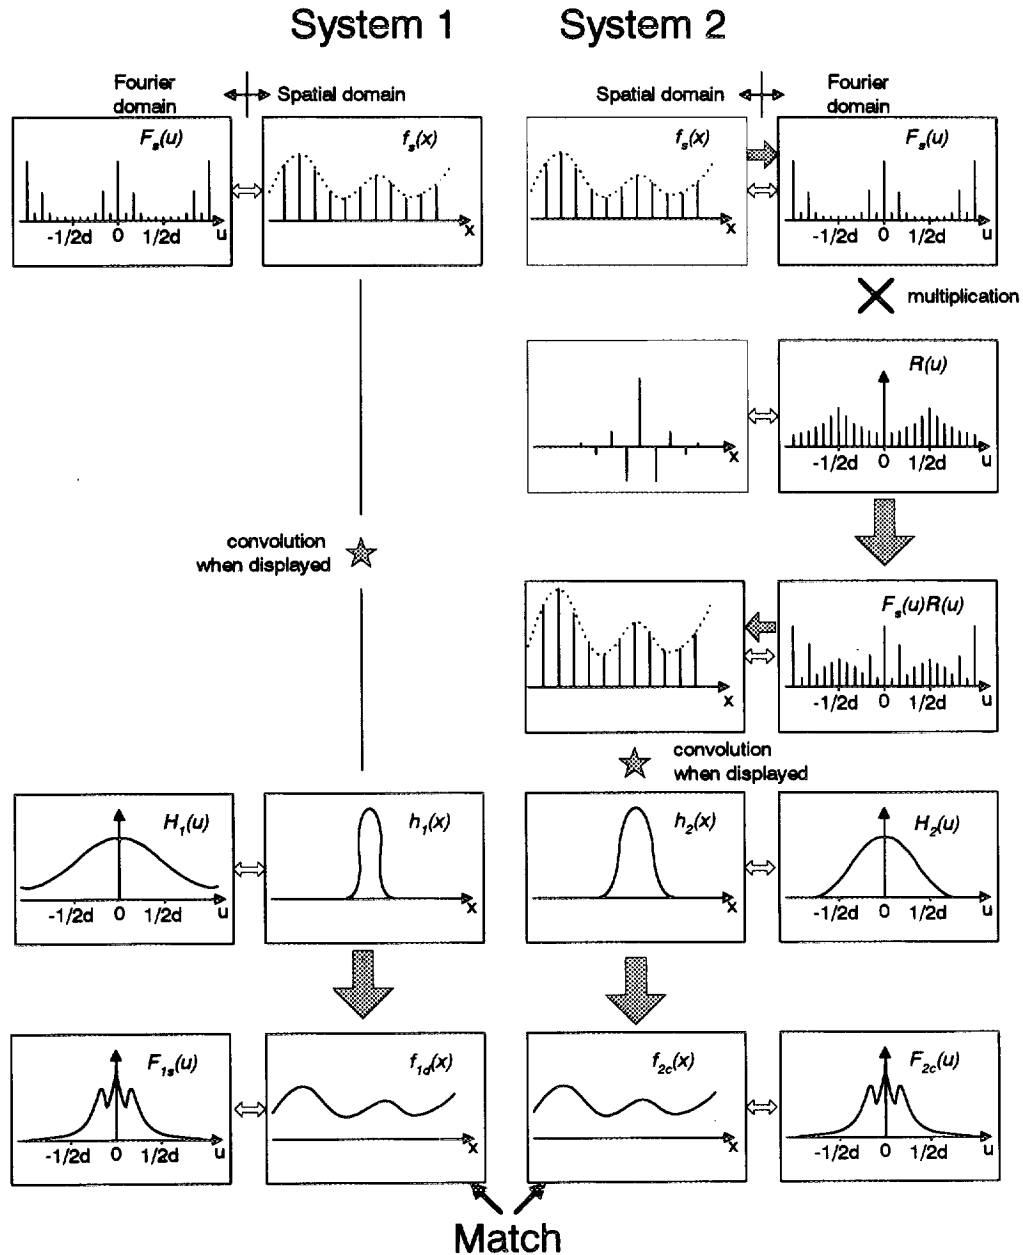 System 1 System 2
Fourier domain Spatial domain Spatial domain Fourier domain
F_s(u) f_s(x) f_s(x) F_s(u)
-1/2d 0 1/2d u x x -1/2d 0 1/2d u
multiplication
R(u)
x -1/2d 0 1/2d u
convolution
when displayed
F_s(u)R(u)
x -1/2d 0 1/2d u
convolution
when displayed
H_1(u) h_1(x) h_2(x) H_2(u)
-1/2d 0 1/2d u x x -1/2d 0 1/2d u
F_1s(u) f_1d(x) f_2c(x) F_2c(u)
-1/2d 0 1/2d u x x -1/2d 0 1/2d u
Match